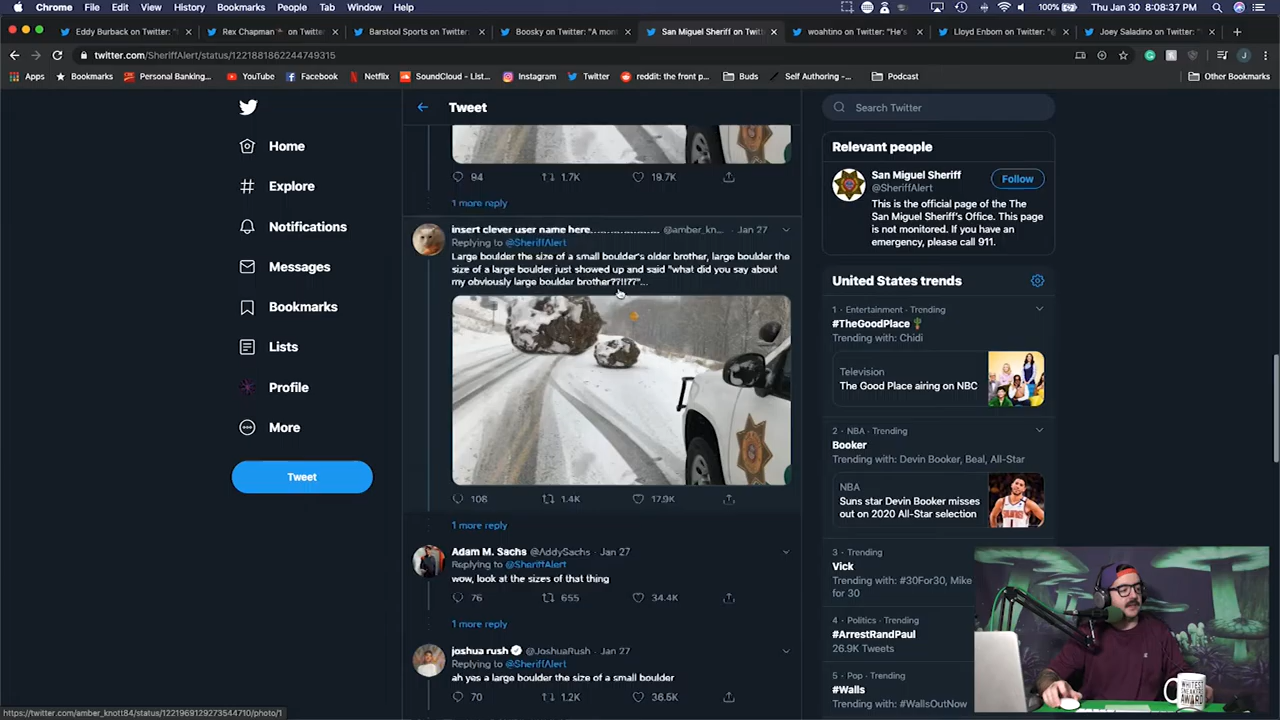 Chrome File Edit View History Bookmarks People Tab Window Help
100% Thu Jan 30 8:08:37 PM
Eddy Burback on Twitter: "
Rex Chapman on Twitter
Barstool Sports on Twitter:
Boosky on Twitter: "A mon
San Miguel Sheriff on Twitt
woahtino on Twitter: "He's
Lloyd Enbom on Twitter: "@
Joey Saladino on Twitter:
twitter.com/SheriffAlert/status/1221881862244749315
Apps Bookmarks Personal Banking... YouTube Facebook Netflix SoundCloud - List... Instagram Twitter reddit: the front p... Buds Self Authoring -... Podcast Other Bookmarks
Home
Explore
Notifications
Messages
Bookmarks
Lists
Profile
More
Tweet
Tweet
94 1.7K 19.7K
1 more reply
insert clever user name here.................... @amber_kn... · Jan 27
Replying to @SheriffAlert
Large boulder the size of a small boulder's older brother, large boulder the
size of a large boulder just showed up and said "what did you say about
my obviously large boulder brother??!!??"...
108 1.4K 17.9K
1 more reply
Adam M. Sachs @AddySachs · Jan 27
Replying to @SheriffAlert
wow, look at the sizes of that thing
76 655 34.4K
1 more reply
joshua rush @JoshuaRush · Jan 27
Replying to @SheriffAlert
ah yes a large boulder the size of a small boulder
70 1.2K 36.5K
Search Twitter
Relevant people
San Miguel Sheriff
@SheriffAlert
Follow
This is the official page of the The
San Miguel Sheriff's Office. This page
is not monitored. If you have an
emergency, please call 911.
United States trends
1 · Entertainment · Trending
#TheGoodPlace
Trending with: Chidi
Television
The Good Place airing on NBC
2 · NBA · Trending
Booker
Trending with: Devin Booker, Beal, All-Star
NBA
Suns star Devin Booker misses
out on 2020 All-Star selection
3 · Trending
Vick
Trending with: #30For30, Mike
for 30
4 · Politics · Trending
#ArrestRandPaul
26.9K Tweets
5 · Pop · Trending
#Walls
Trending with: #WallsOutNow
WHITEST
SNEAKERS
AWARD
https://twitter.com/amber_knott84/status/1221969129273544710/photo/1